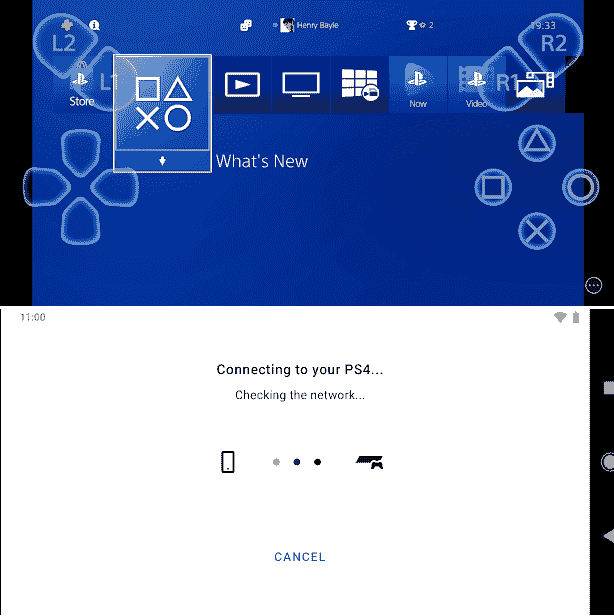 Henry Bayle
2
19:33
L2
R2
L1
R1
Store
Now
Video
What's New
11:00
Connecting to your PS4...
Checking the network...
CANCEL